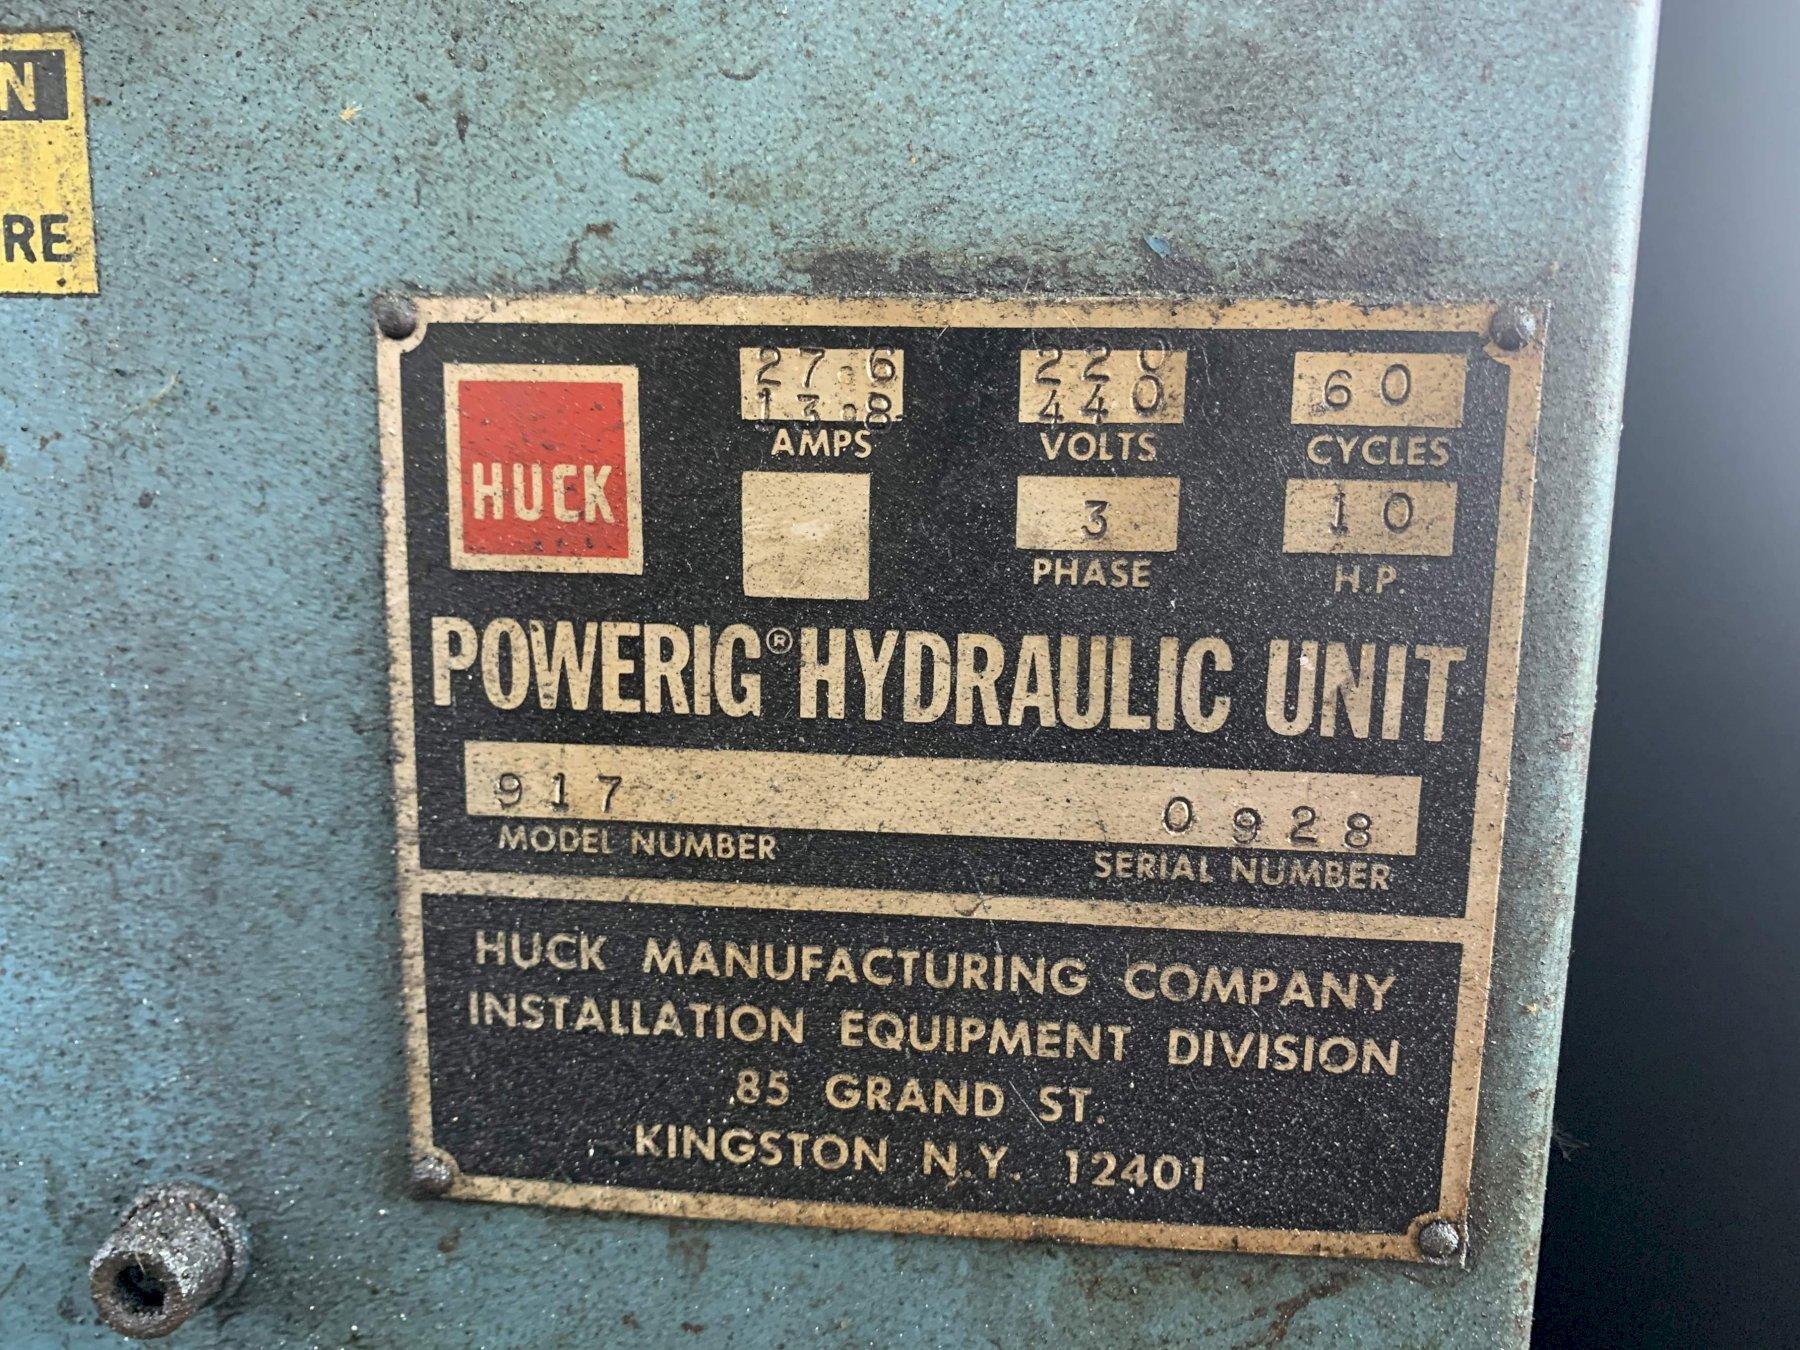 N
RE
HUCK
27.6
13.8
AMPS
220
440
VOLTS
60
CYCLES
3
PHASE
10
H.P.
POWERIG® HYDRAULIC UNIT
917
MODEL NUMBER
0928
SERIAL NUMBER
HUCK MANUFACTURING COMPANY
INSTALLATION EQUIPMENT DIVISION
85 GRAND ST.
KINGSTON N.Y. 12401